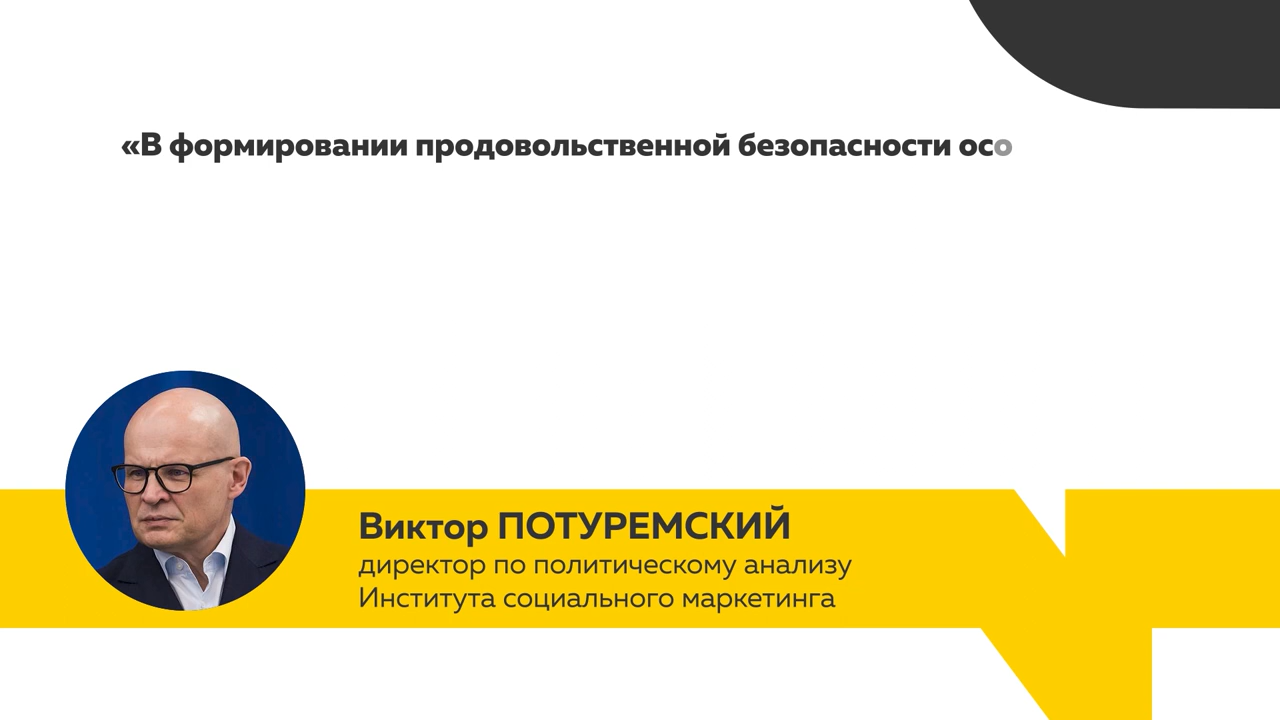 «В формировании продовольственной безопасности осо
Виктор ПОТУРЕМСКИЙ
директор по политическому анализу
Института социального маркетинга